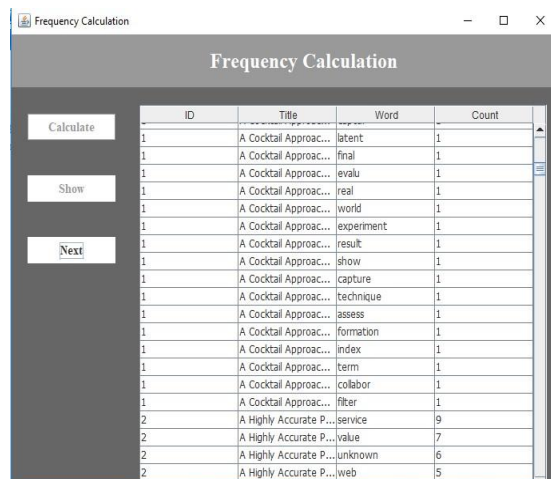 Frequency Calculation
Frequency Calculation
Calculate
Show
Next
ID Title Word Count
1 A Cocktail Approac... latent 1
1 A Cocktail Approac... final 1
1 A Cocktail Approac... evalu 1
1 A Cocktail Approac... real 1
1 A Cocktail Approac... world 1
1 A Cocktail Approac... experiment 1
1 A Cocktail Approac... result 1
1 A Cocktail Approac... show 1
1 A Cocktail Approac... capture 1
1 A Cocktail Approac... technique 1
1 A Cocktail Approac... assess 1
1 A Cocktail Approac... formation 1
1 A Cocktail Approac... index 1
1 A Cocktail Approac... term 1
1 A Cocktail Approac... collabor 1
1 A Cocktail Approac... filter 1
2 A Highly Accurate P... service 9
2 A Highly Accurate P... value 7
2 A Highly Accurate P... unknown 6
2 A Highly Accurate P... web 5